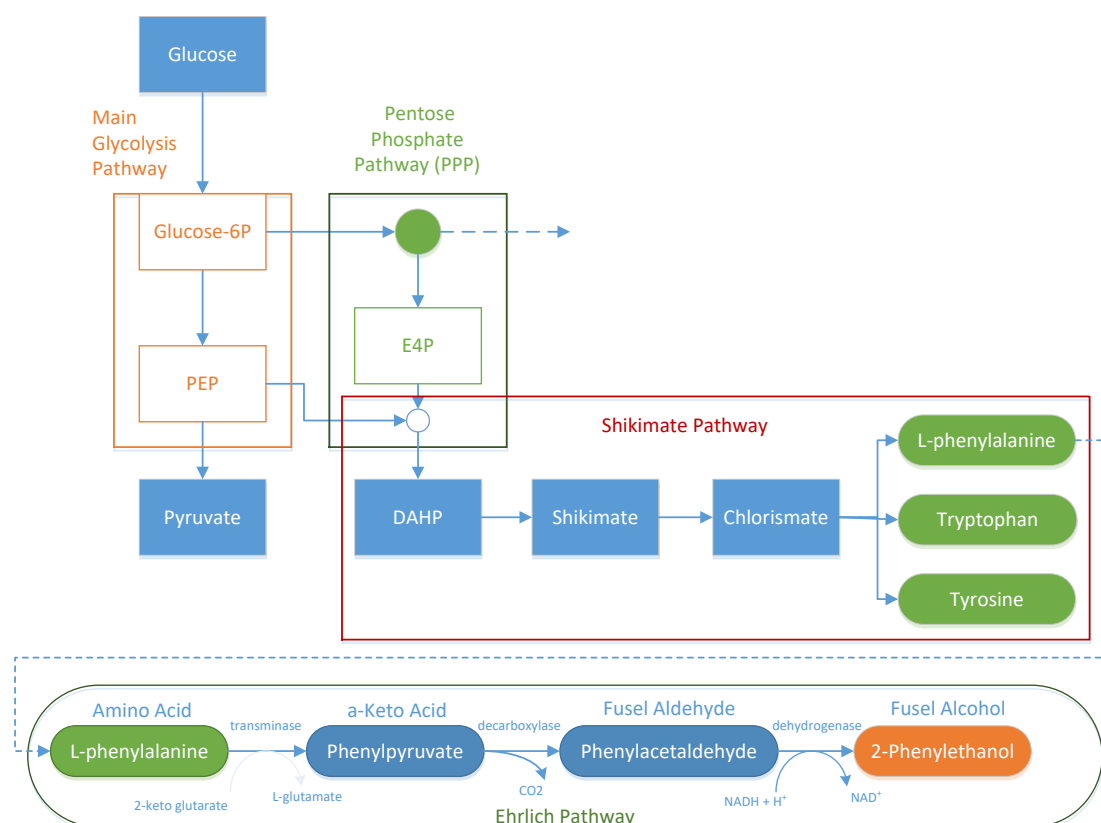 Glucose
Main
Glycolysis
Pathway
Pentose
Phosphate
Pathway (PPP)
Glucose-6P
E4P
PEP
Shikimate Pathway
L-phenylalanine
Pyruvate
DAHP
Shikimate
Chlorismate
Tryptophan
Tyrosine
Amino Acid
a-Keto Acid
Fusel Aldehyde
Fusel Alcohol
transminase
decarboxylase
dehydrogenase
L-phenylalanine
Phenylpyruvate
Phenylacetaldehyde
2-Phenylethanol
2-keto glutarate
L-glutamate
CO2
NADH + H⁺
NAD⁺
Ehrlich Pathway